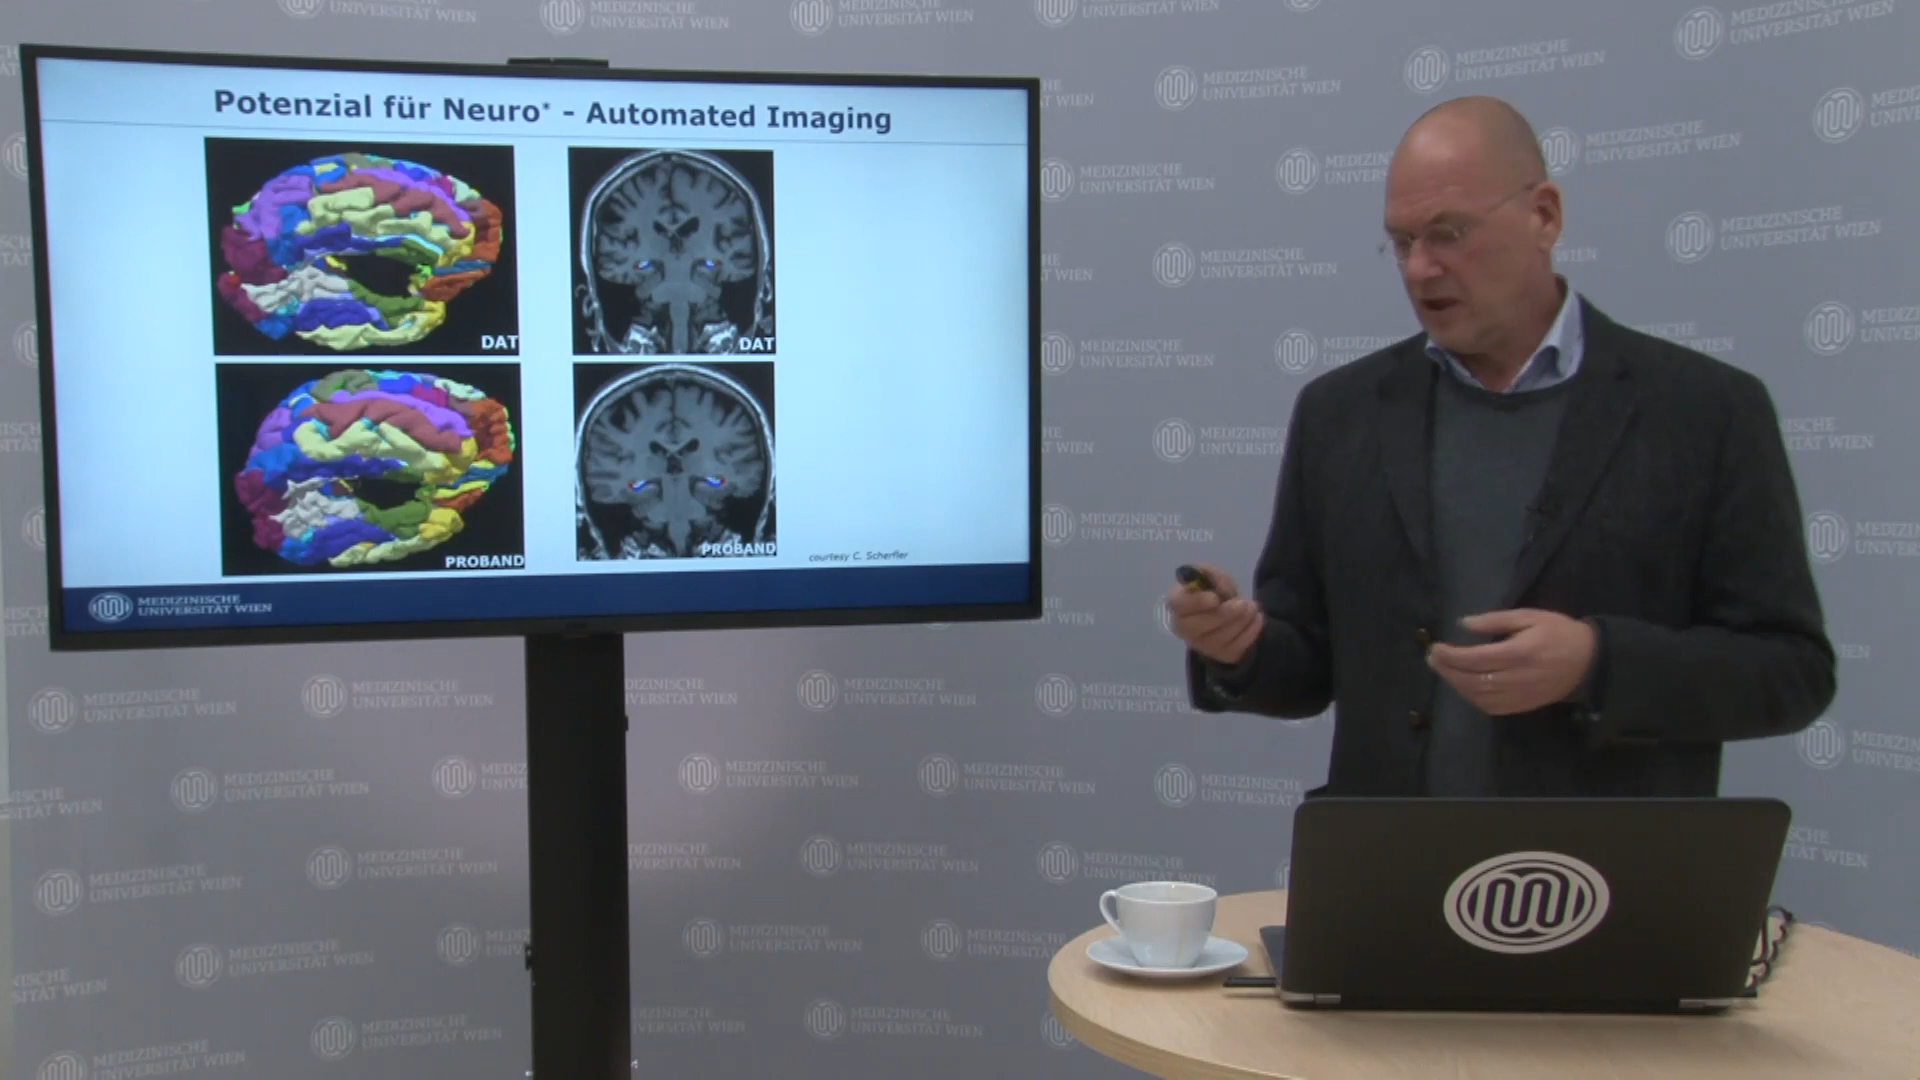 Potenzial für Neuro* - Automated Imaging
DAT
DAT
PROBAND
PROBAND
courtesy C. Scherfler
MEDIZINISCHE
UNIVERSITÄT WIEN
MEDIZINISCHE
UNIVERSITÄT WIEN